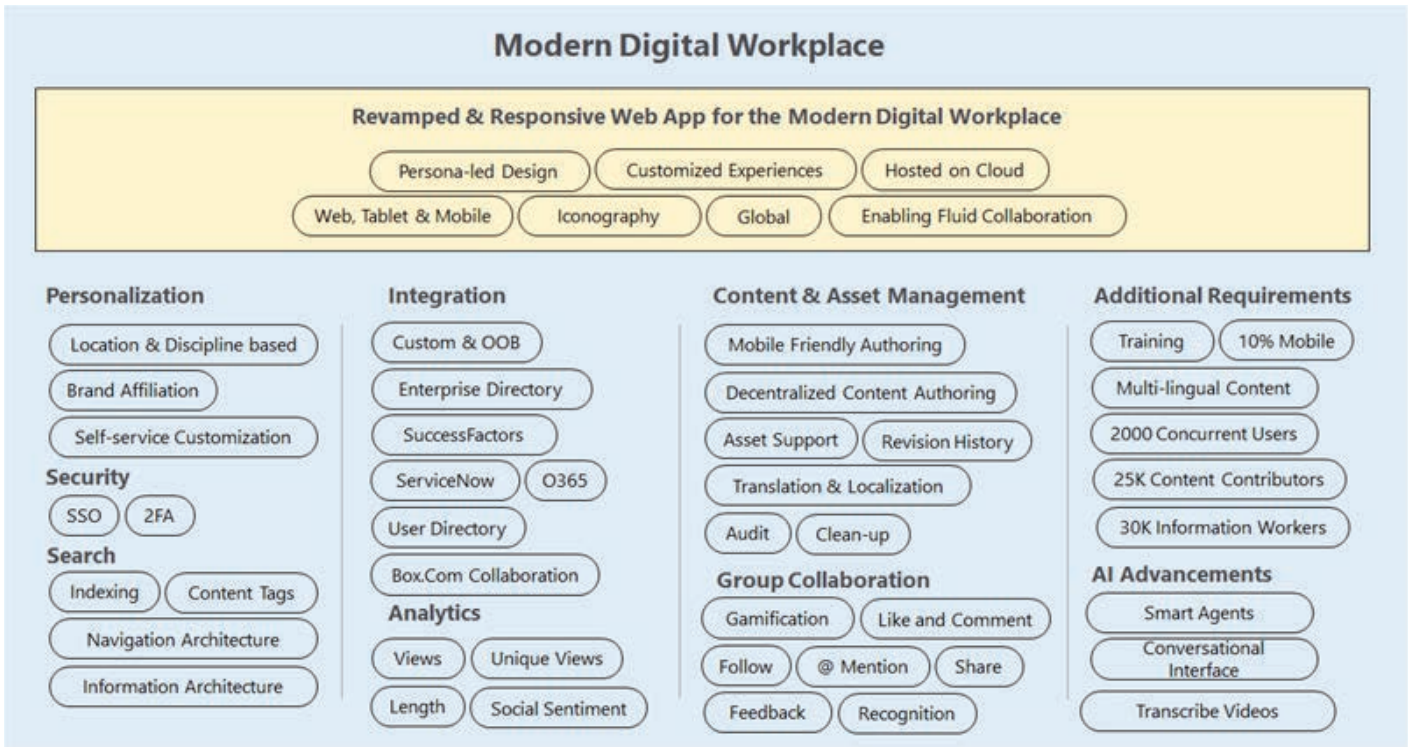 Modern Digital Workplace
Revamped & Responsive Web App for the Modern Digital Workplace
Persona-led Design
Customized Experiences
Hosted on Cloud
Web, Tablet & Mobile
Iconography
Global
Enabling Fluid Collaboration
Personalization
Location & Discipline based
Brand Affiliation
Self-service Customization
Security
SSO
2FA
Search
Indexing
Content Tags
Navigation Architecture
Information Architecture
Integration
Custom & OOB
Enterprise Directory
SuccessFactors
ServiceNow
O365
User Directory
Box.Com Collaboration
Analytics
Views
Unique Views
Length
Social Sentiment
Content & Asset Management
Mobile Friendly Authoring
Decentralized Content Authoring
Asset Support
Revision History
Translation & Localization
Audit
Clean-up
Group Collaboration
Gamification
Like and Comment
Follow
@ Mention
Share
Feedback
Recognition
Additional Requirements
Training
10% Mobile
Multi-lingual Content
2000 Concurrent Users
25K Content Contributors
30K Information Workers
AI Advancements
Smart Agents
Conversational
Interface
Transcribe Videos